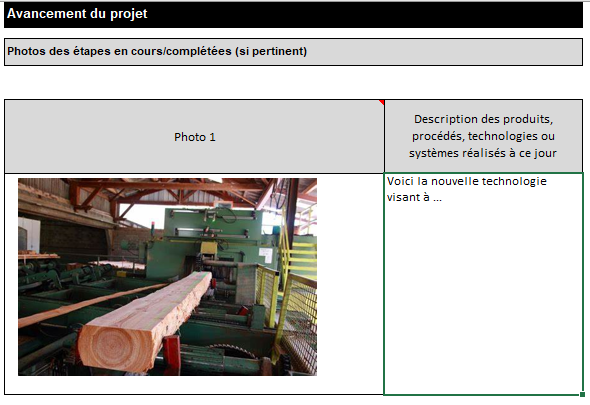 Avancement du projet
Photos des étapes en cours/complétées (si pertinent)
Photo 1
Description des produits,
procédés, technologies ou
systèmes réalisés à ce jour
Voici la nouvelle technologie
visant à ...